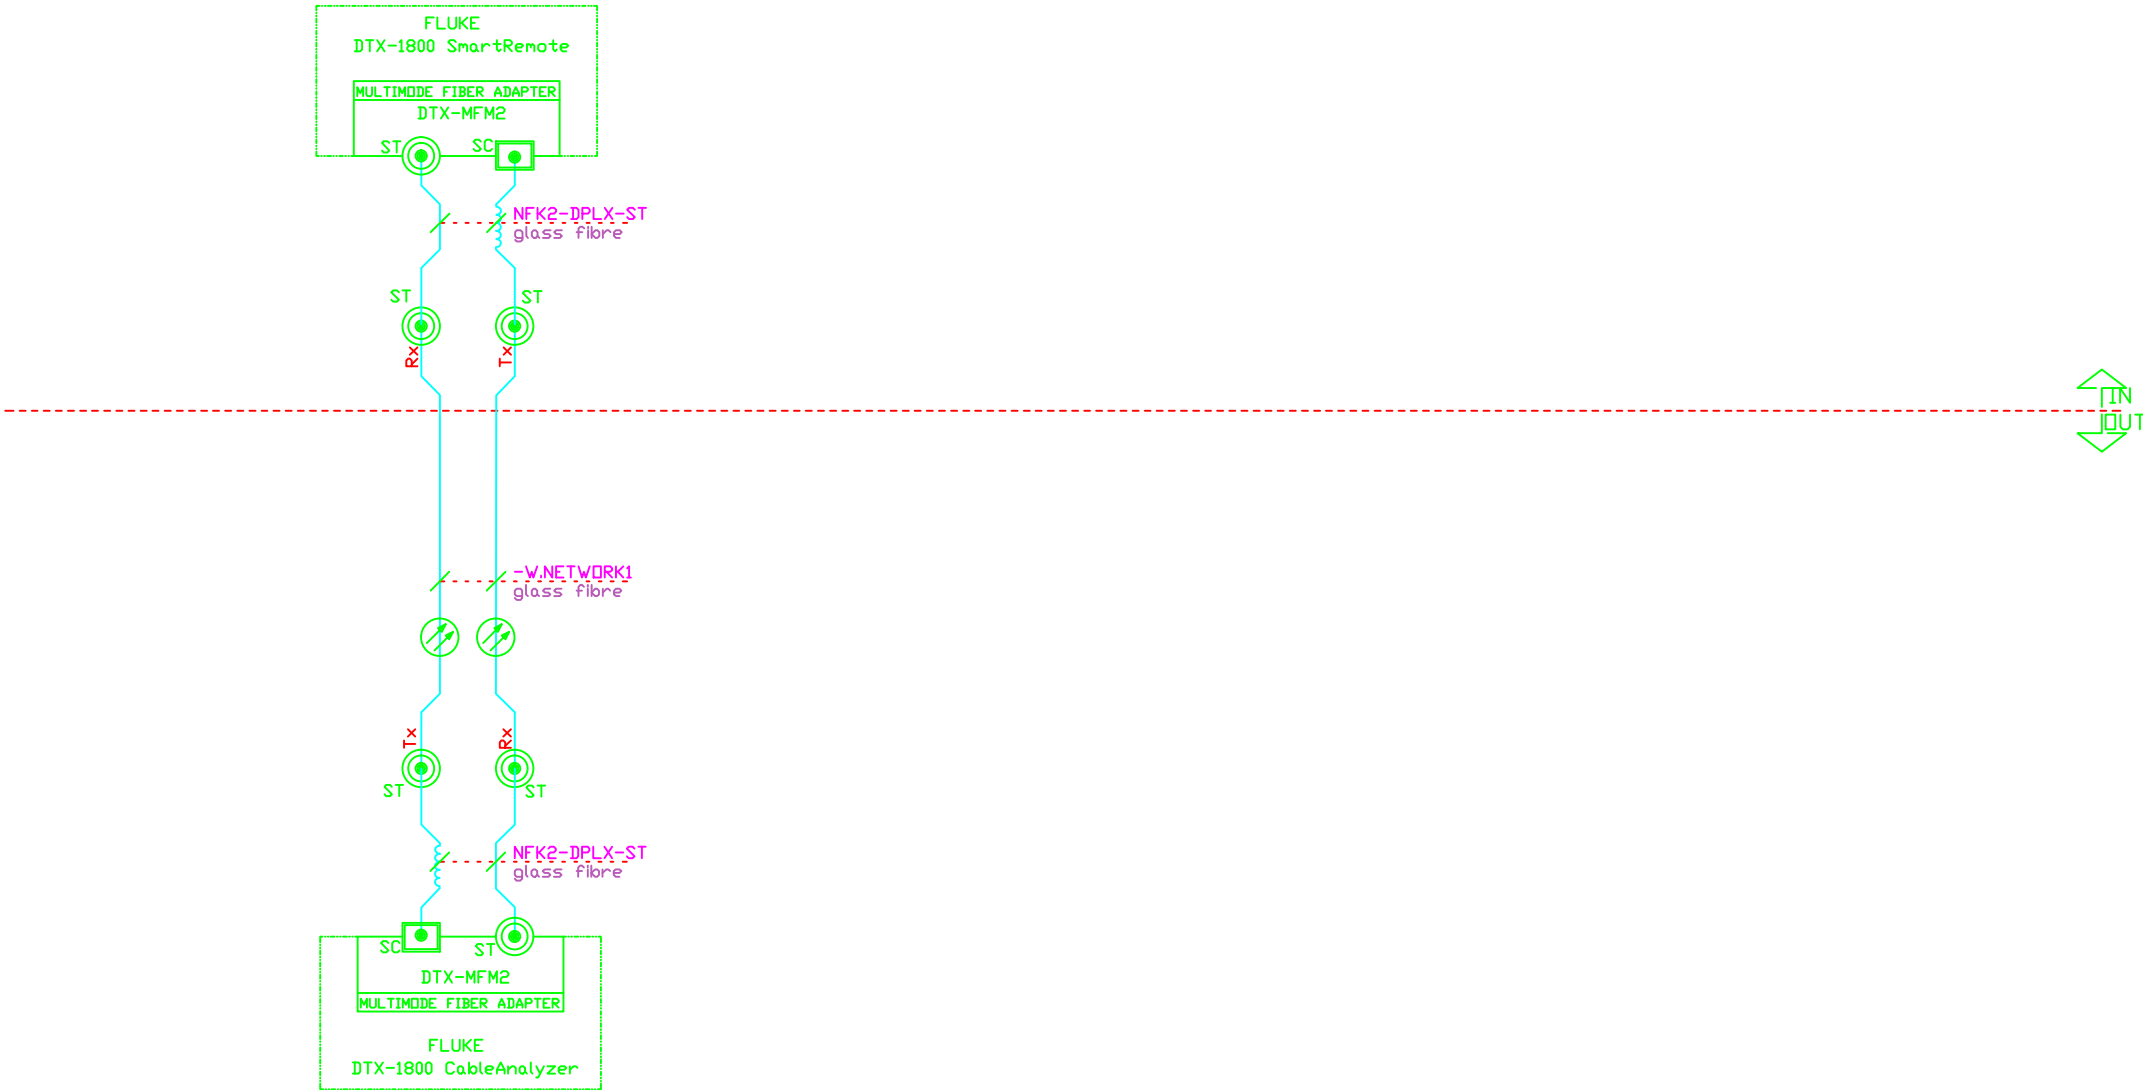 FLUKE
DTX-1800 SmartRemote
MULTIMODE FIBER ADAPTER
DTX-MFM2
ST
SC
NFK2-DPLX-ST
glass fibre
ST
ST
Rx
Tx
IN
OUT
-W.NETWORK1
glass fibre
Tx
Rx
ST
ST
NFK2-DPLX-ST
glass fibre
SC
ST
DTX-MFM2
MULTIMODE FIBER ADAPTER
FLUKE
DTX-1800 CableAnalyzer